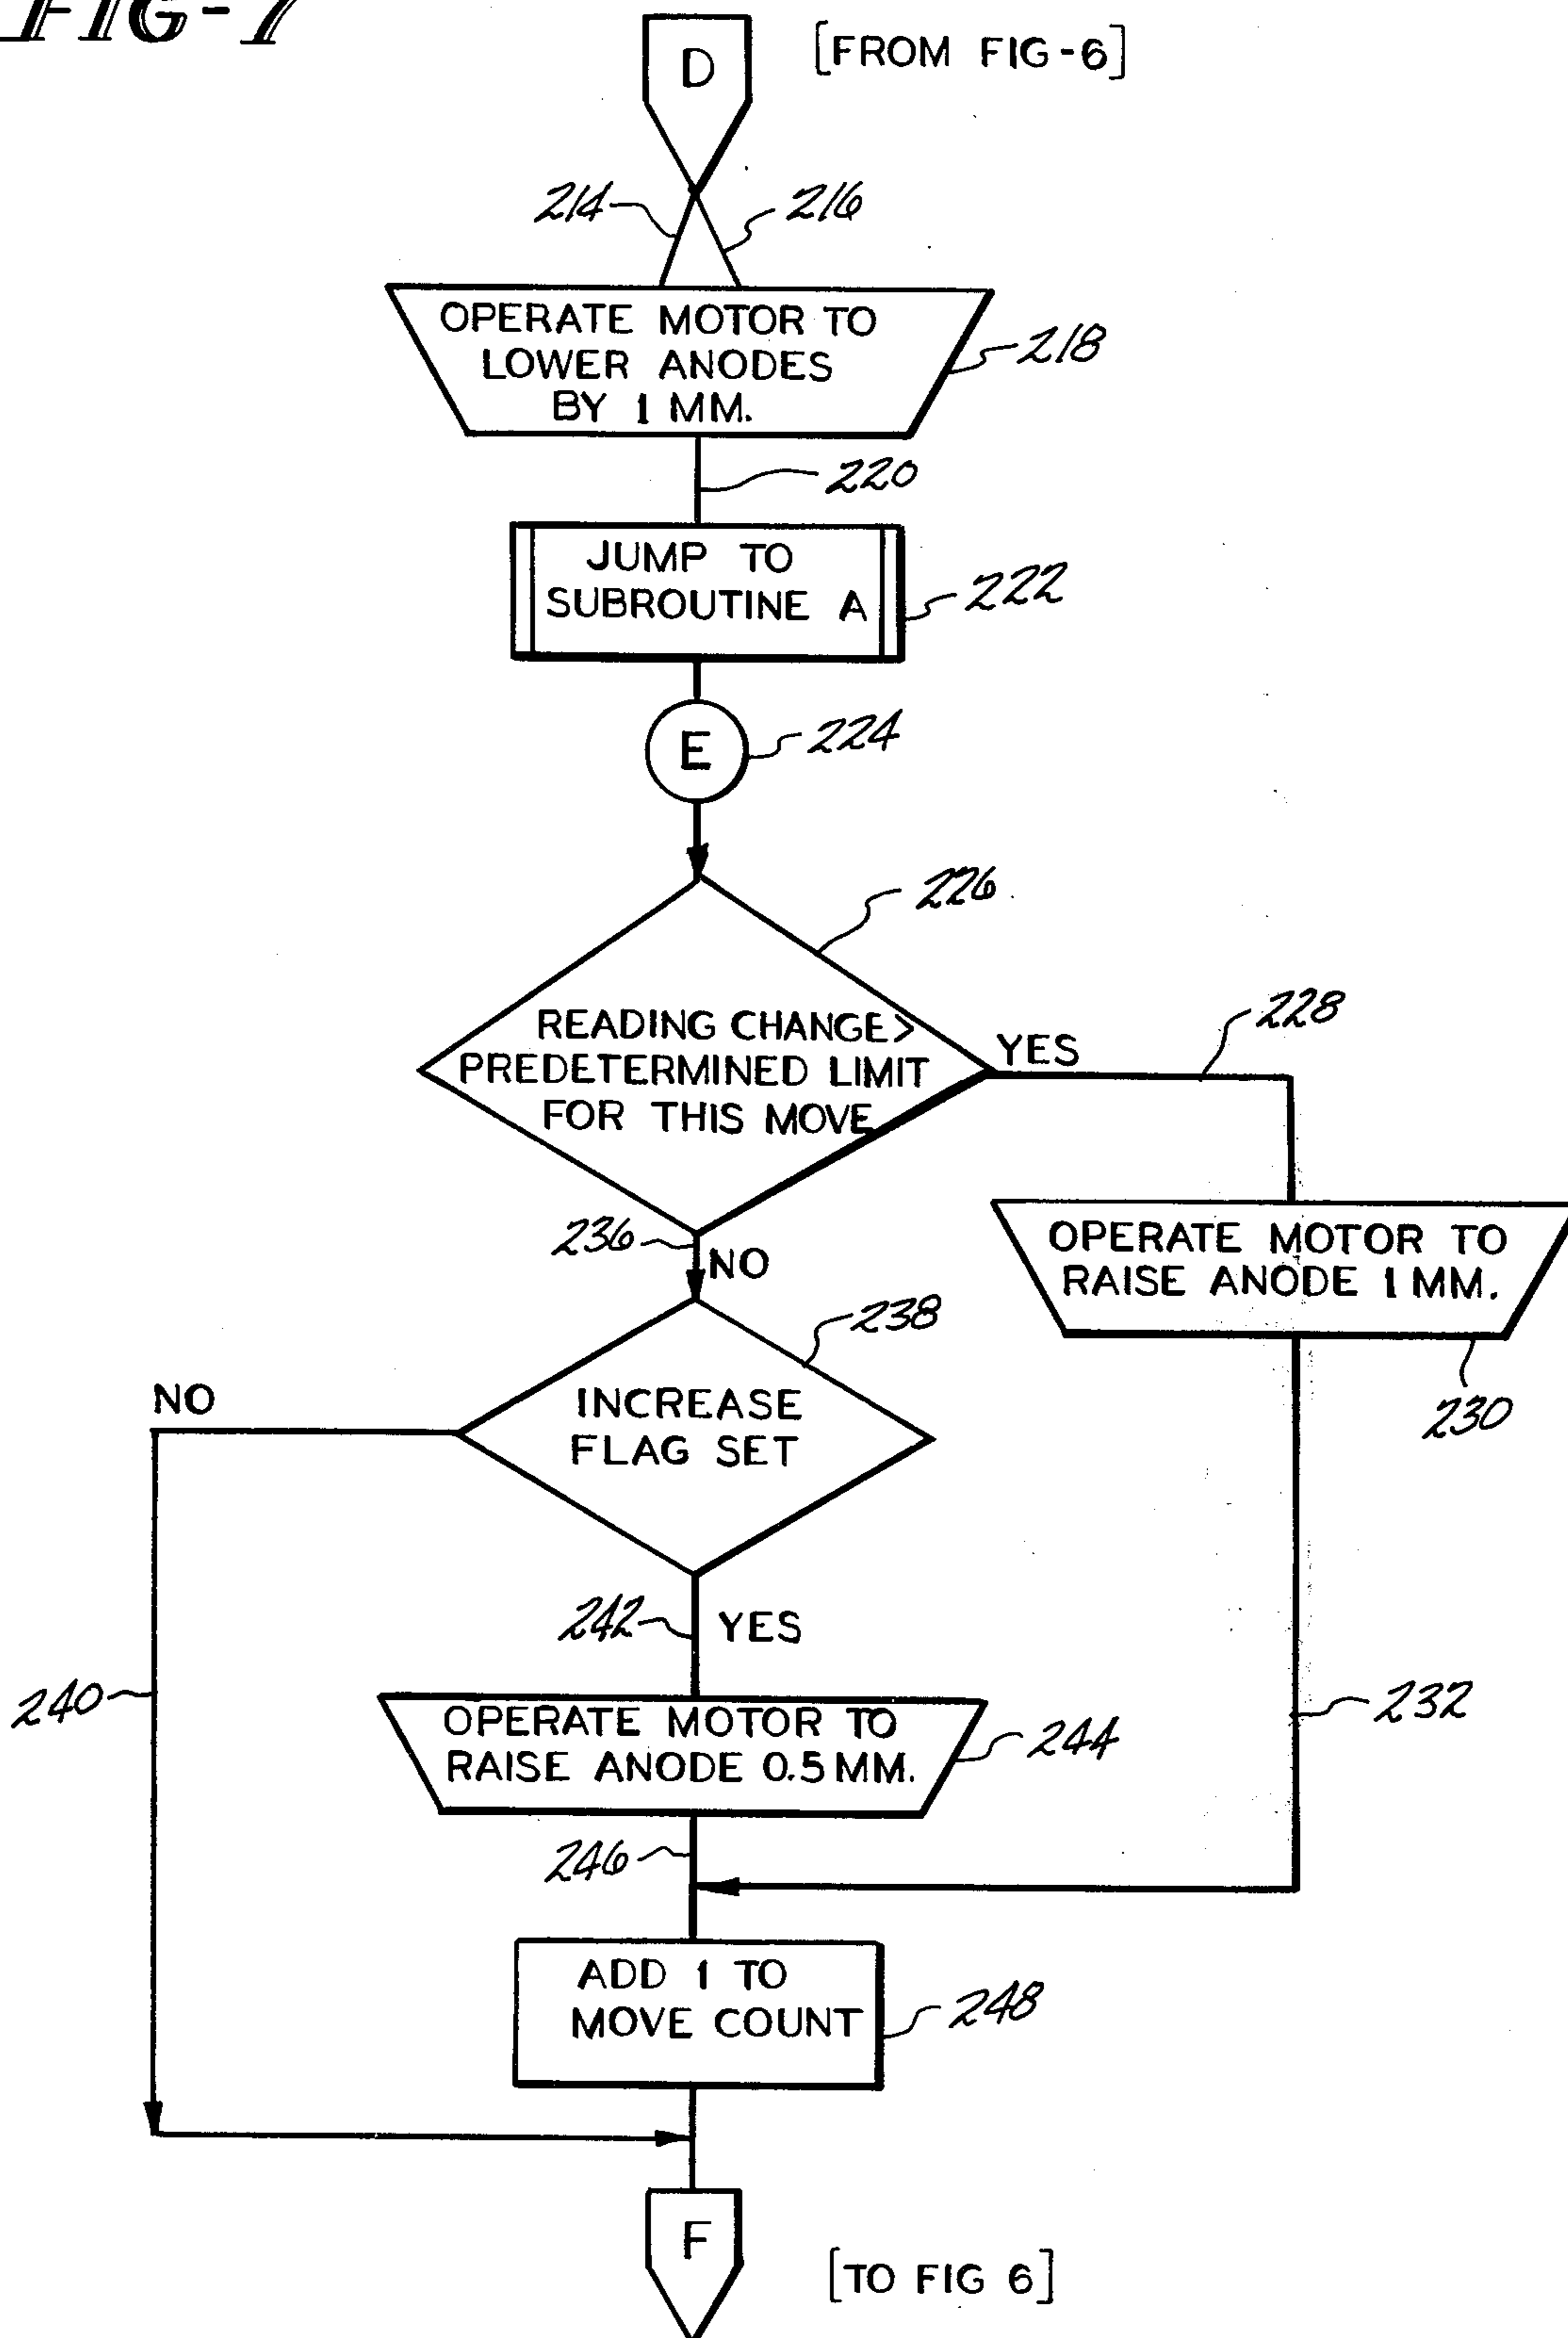 FIG-7
D
[FROM FIG-6]
214
216
OPERATE MOTOR TO
LOWER ANODES
BY 1 MM.
218
220
JUMP TO
SUBROUTINE A
222
E
224
226
READING CHANGE >
PREDETERMINED LIMIT
FOR THIS MOVE
YES
228
236
NO
OPERATE MOTOR TO
RAISE ANODE 1 MM.
230
238
INCREASE
FLAG SET
NO
242
YES
240
232
OPERATE MOTOR TO
RAISE ANODE 0.5 MM.
244
246
ADD 1 TO
MOVE COUNT
248
F
[TO FIG 6]